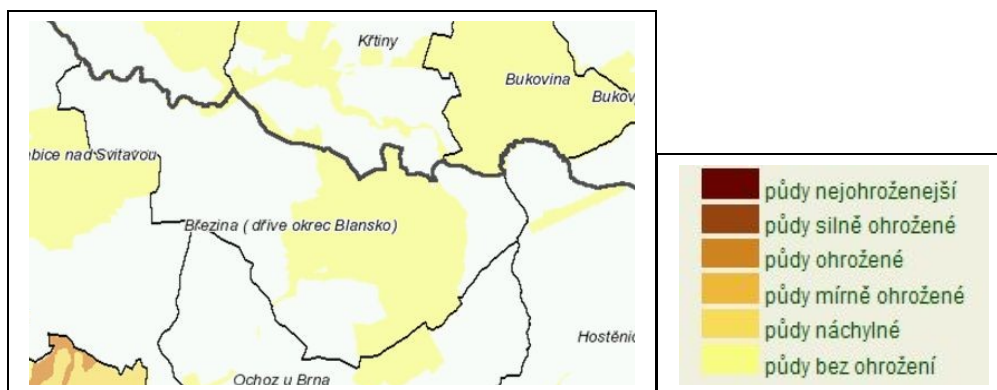 Křtiny
Bukovina
Bukov
bice nad Svitavou
Březina ( dříve okrec Blansko)
Hostěnic
Ochoz u Brna
půdy nejohroženejší
půdy silně ohrožené
půdy ohrožené
půdy mírně ohrožené
půdy náchylné
půdy bez ohrožení